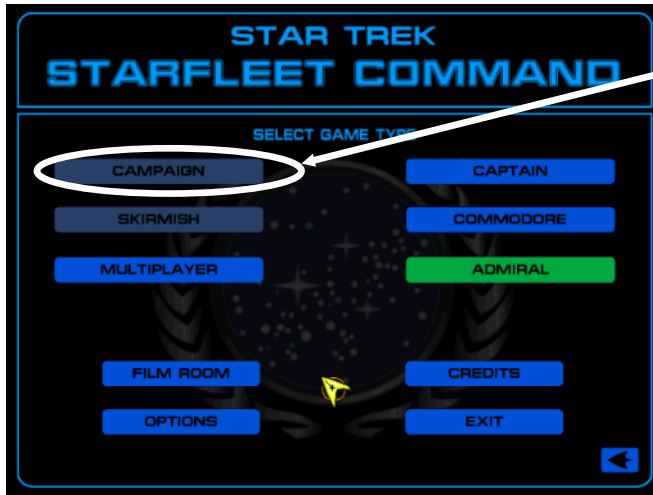 STAR TREK
STARFLEET COMMAND
SELECT GAME TYPE
CAMPAIGN
CAPTAIN
SKIRMISH
COMMODORE
MULTIPLAYER
ADMIRAL
FILM ROOM
CREDITS
OPTIONS
EXIT